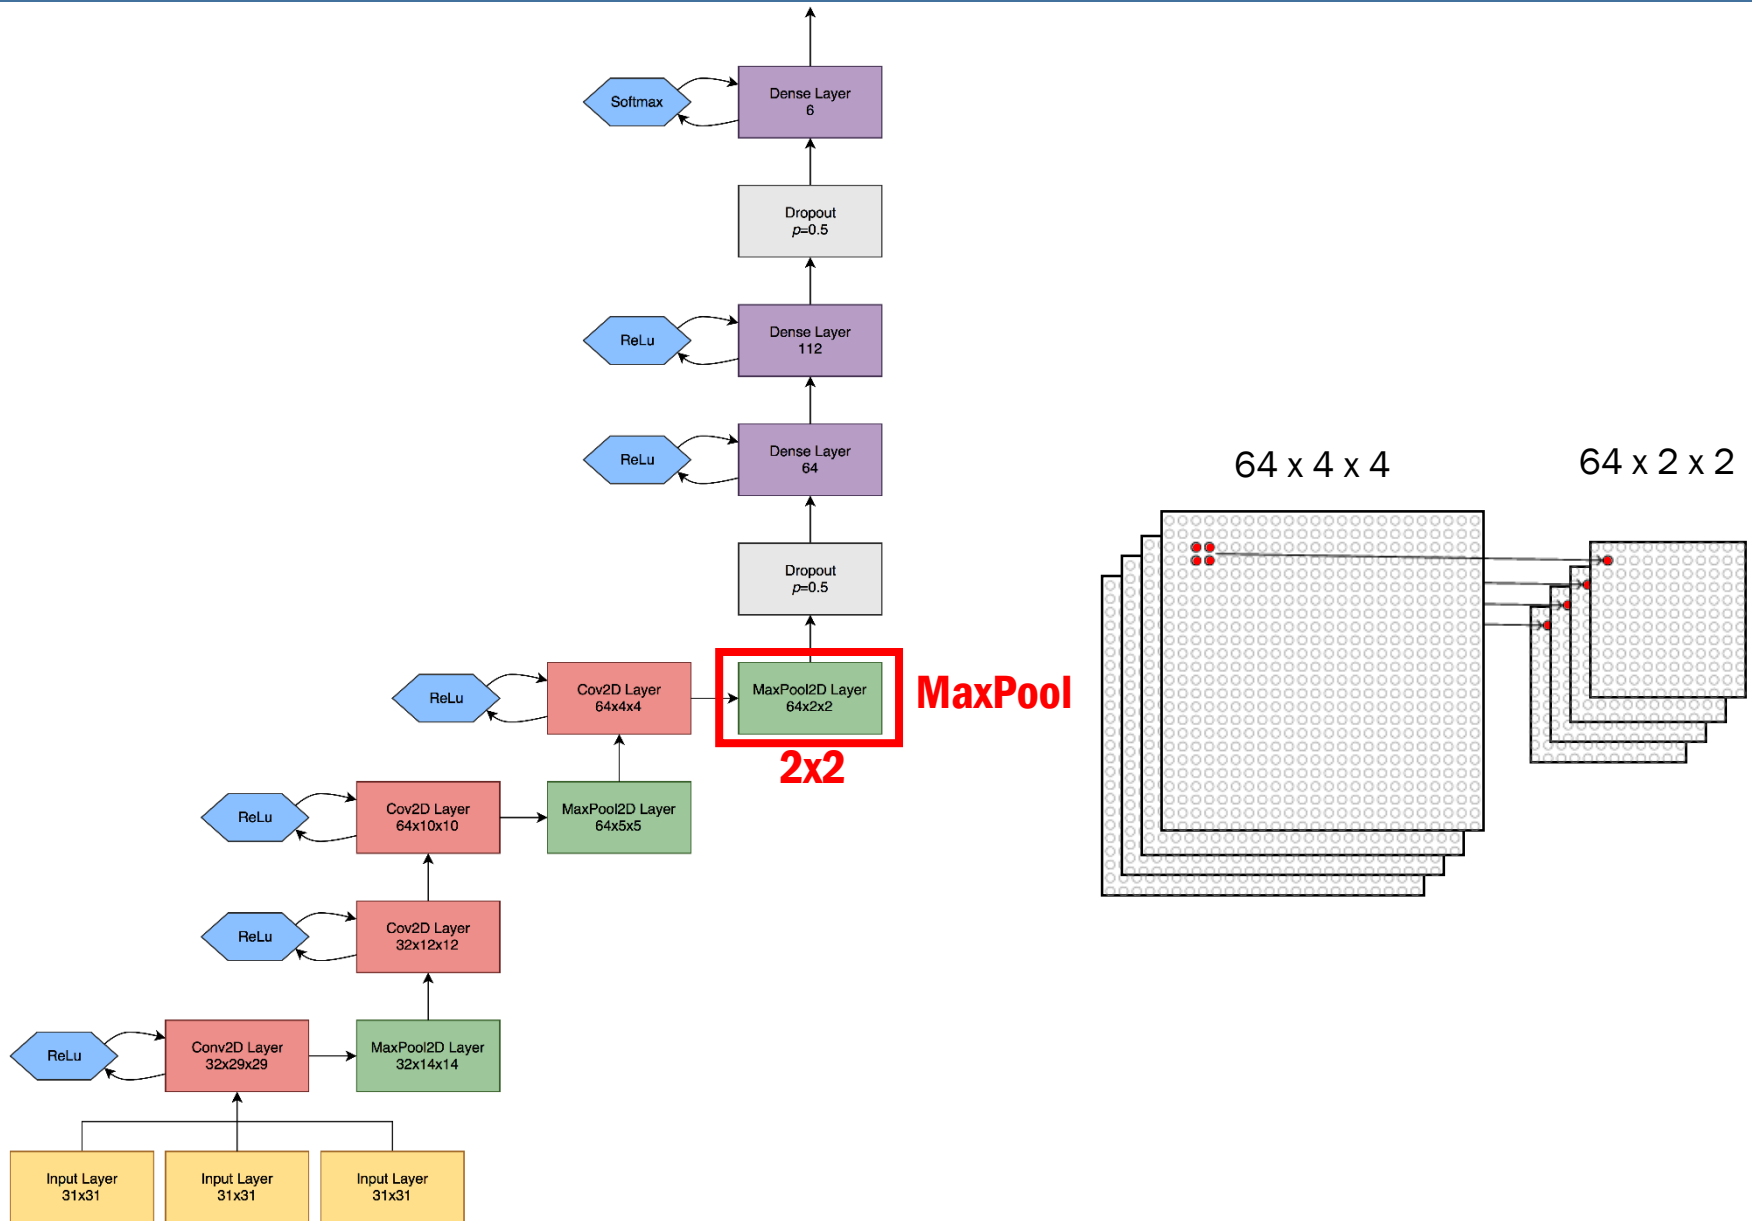 Softmax
Dense Layer
6
Dropout
p=0.5
ReLu
Dense Layer
112
ReLu
Dense Layer
64
Dropout
p=0.5
ReLu
Cov2D Layer
64x4x4
MaxPool2D Layer
64x2x2
MaxPool
2x2
ReLu
Cov2D Layer
64x10x10
MaxPool2D Layer
64x5x5
ReLu
Cov2D Layer
32x12x12
ReLu
Conv2D Layer
32x29x29
MaxPool2D Layer
32x14x14
Input Layer
31x31
Input Layer
31x31
Input Layer
31x31
64 x 4 x 4
64 x 2 x 2